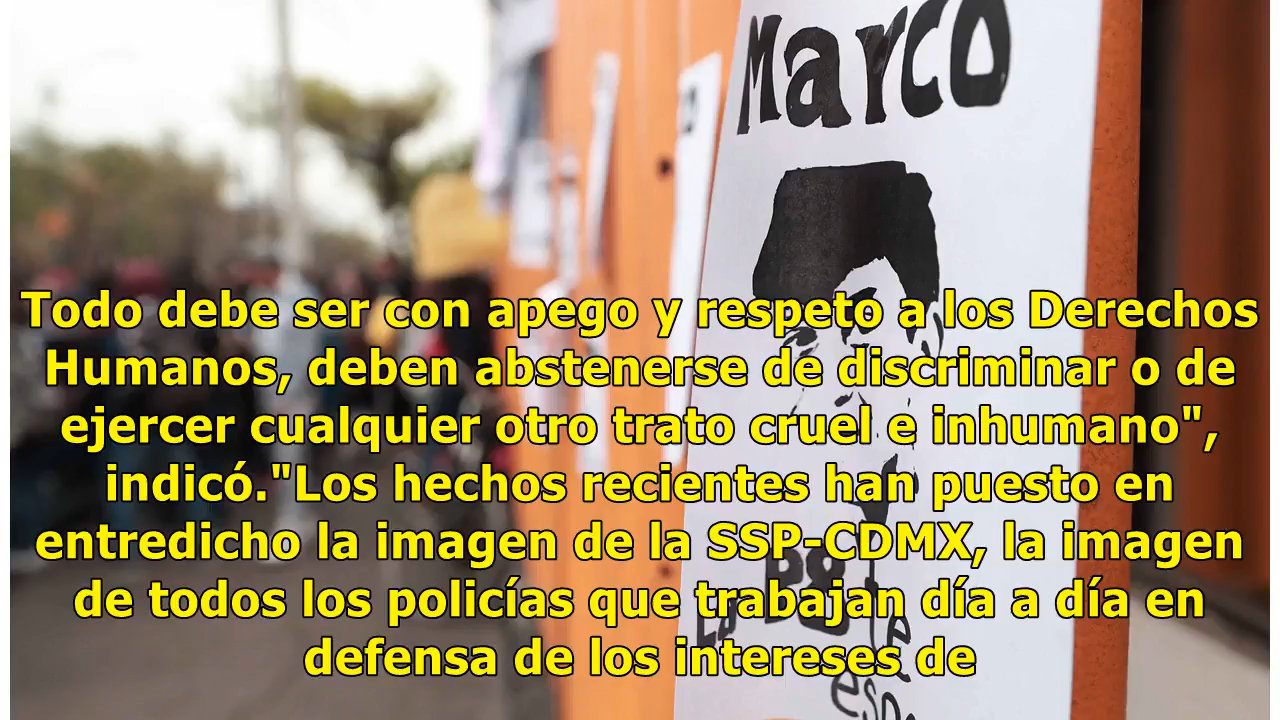 Marco
Todo debe ser con apego y respeto a los Derechos
Humanos, deben abstenerse de discriminar o de
ejercer cualquier otro trato cruel e inhumano",
indicó."Los hechos recientes han puesto en
entredicho la imagen de la SSP-CDMX, la imagen
de todos los policías que trabajan día a día en
defensa de los intereses de